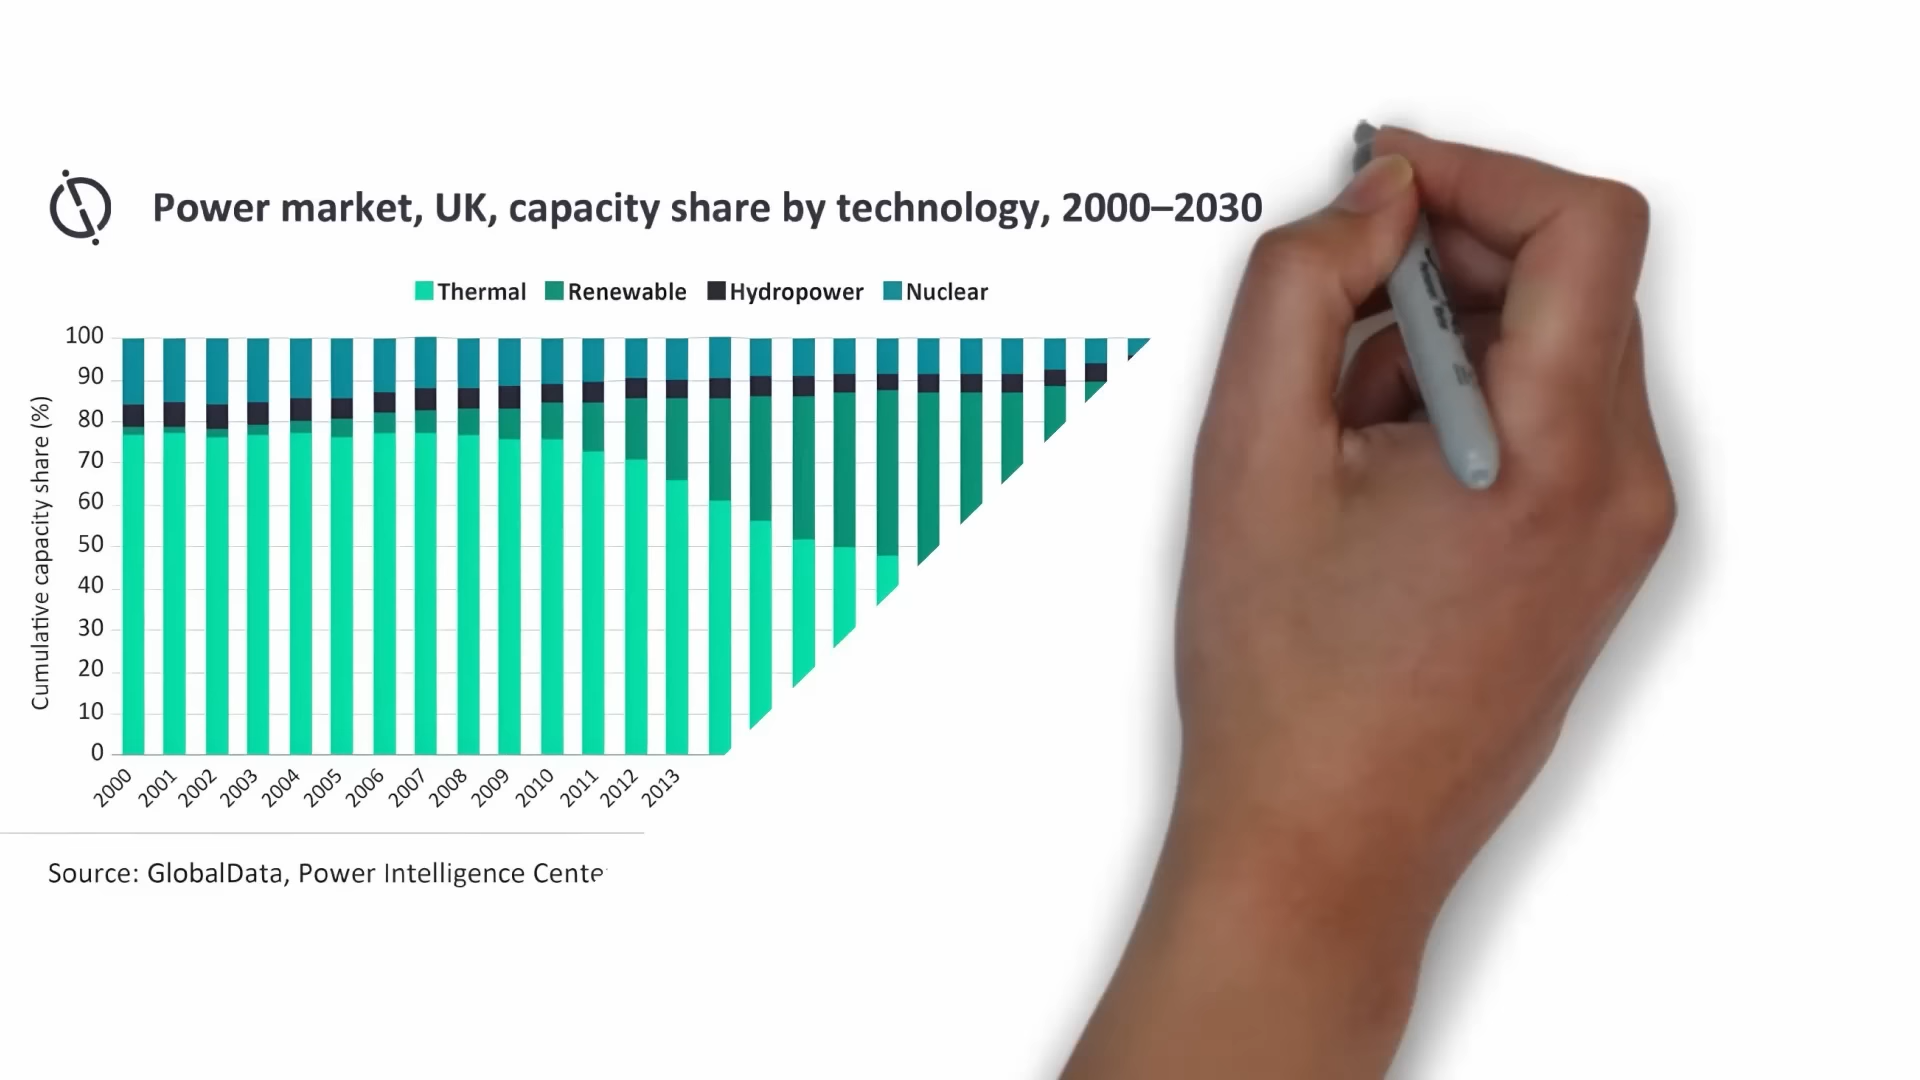 Power market, UK, capacity share by technology, 2000–2030
Thermal Renewable Hydropower Nuclear
Cumulative capacity share (%)
100
90
80
70
60
50
40
30
20
10
0
2000 2001 2002 2003 2004 2005 2006 2007 2008 2009 2010 2011 2012 2013
Source: GlobalData, Power Intelligence Cente